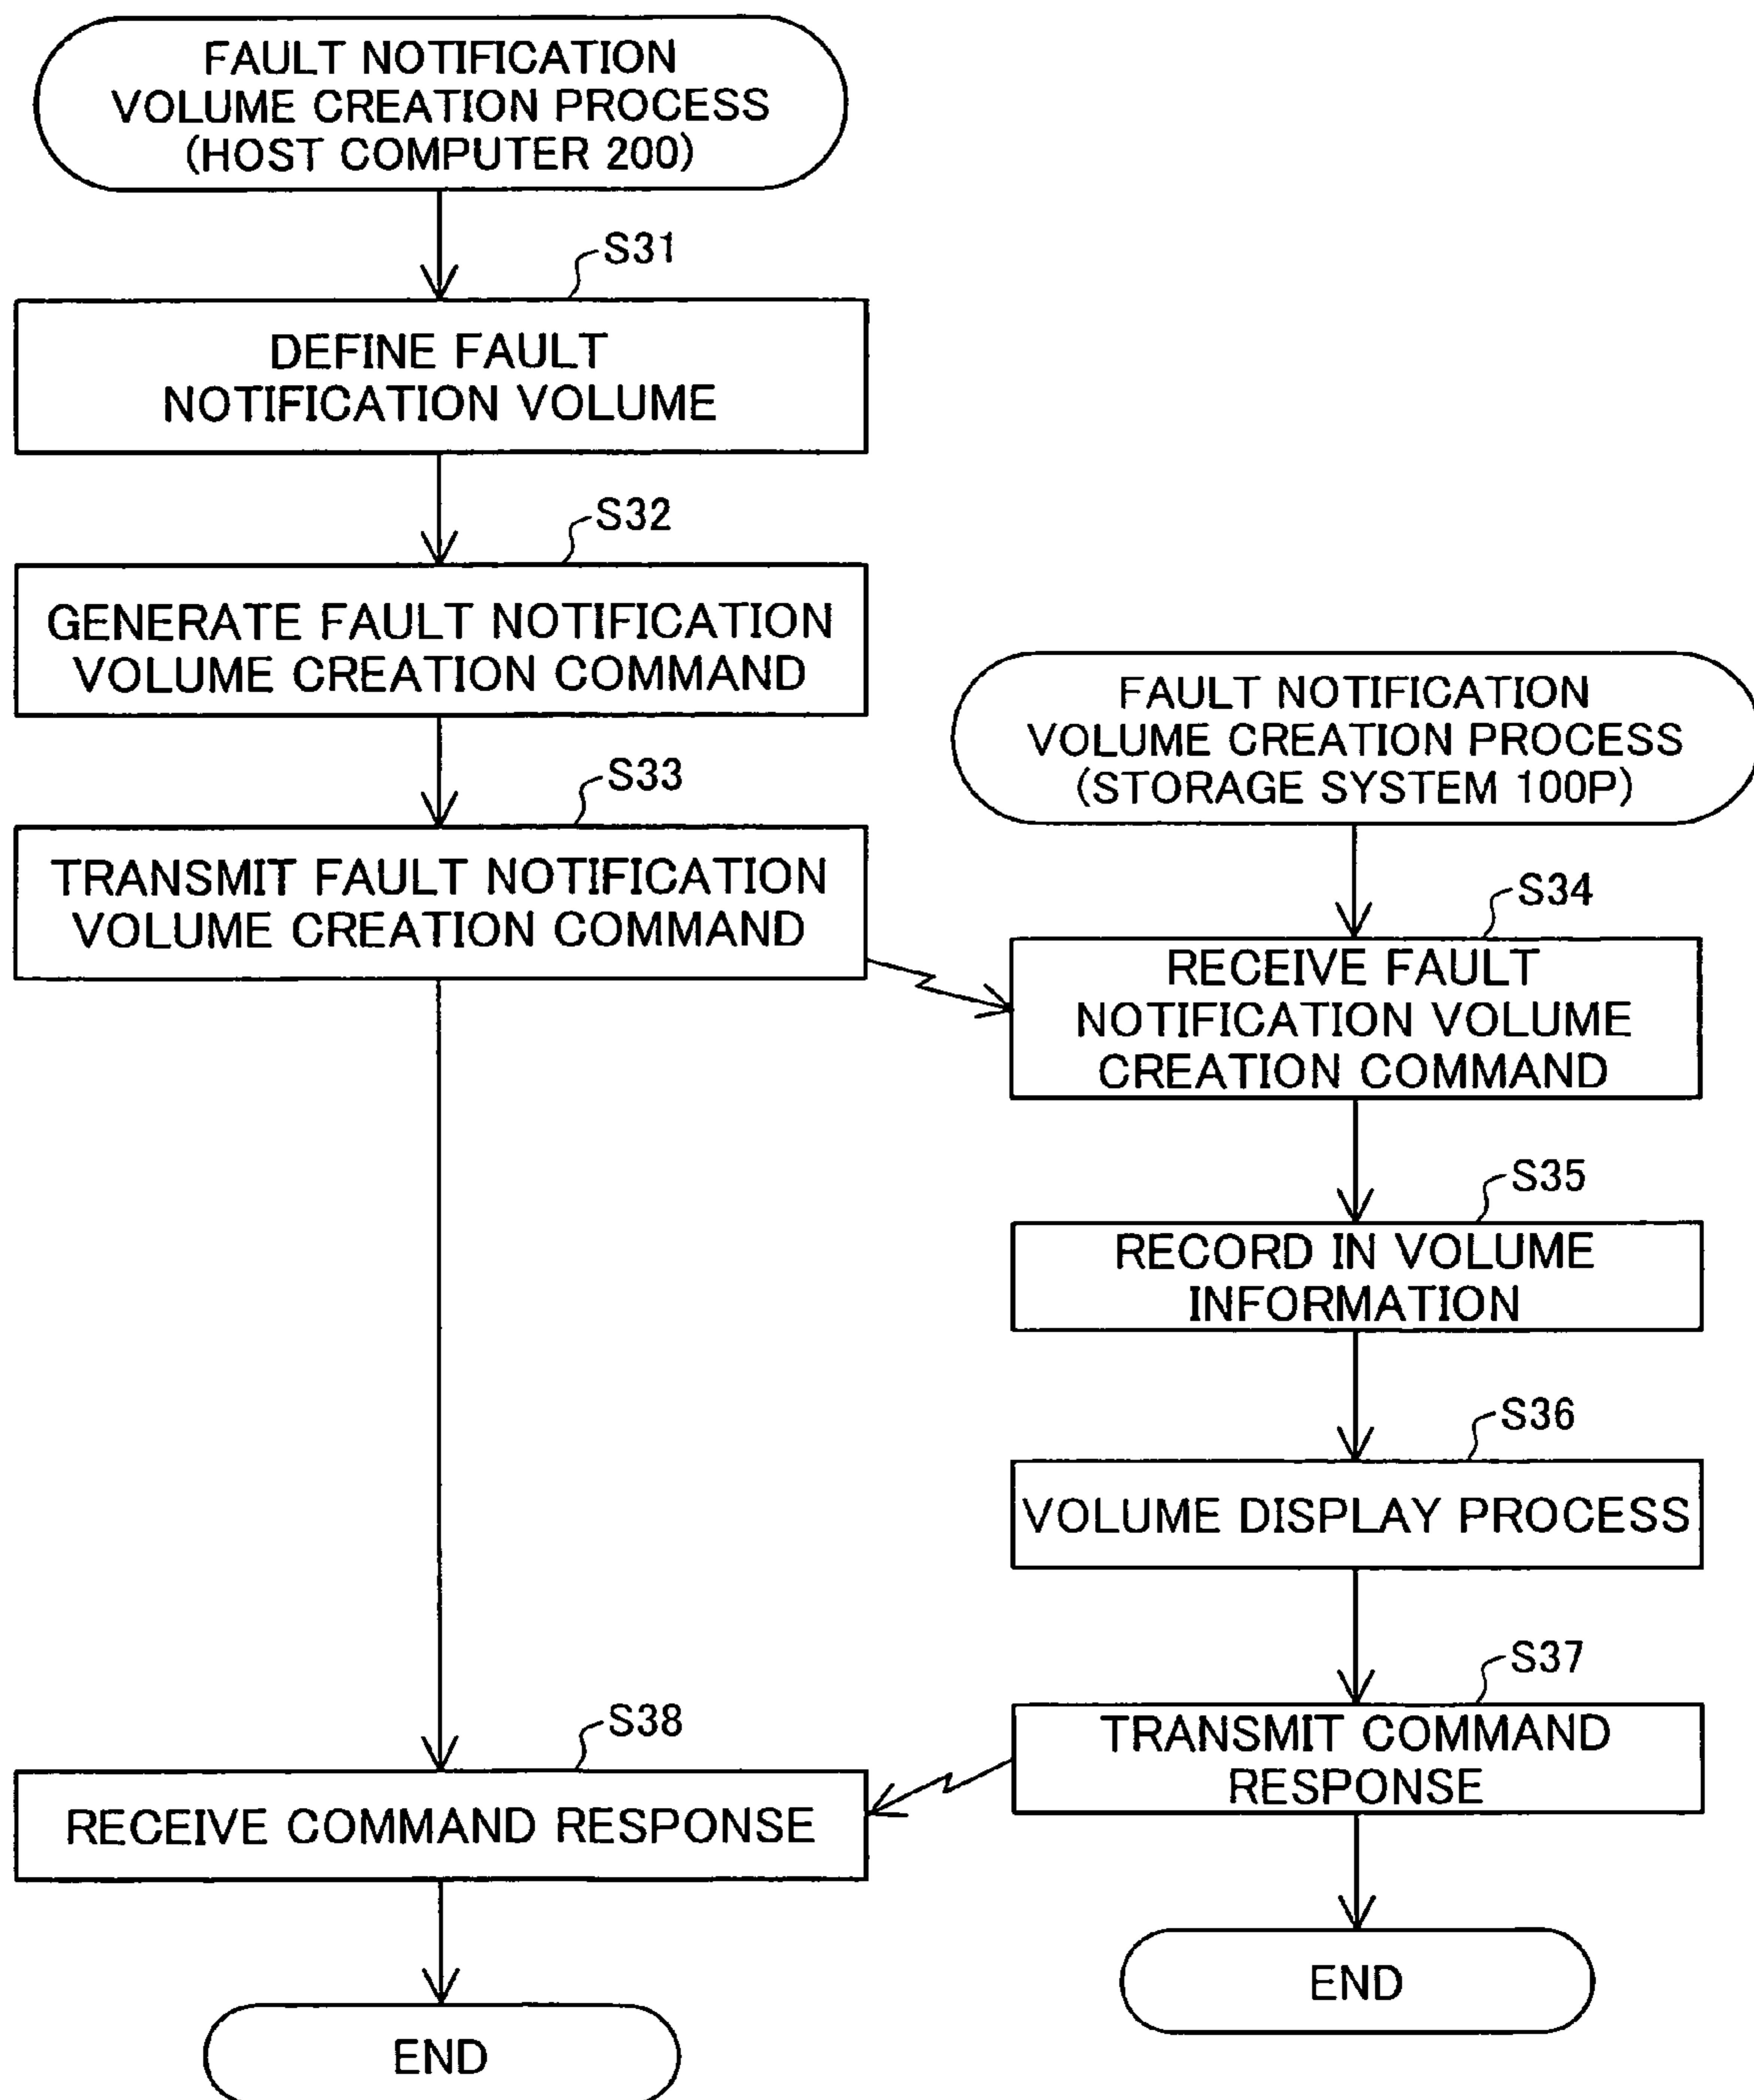 FAULT NOTIFICATION
VOLUME CREATION PROCESS
(HOST COMPUTER 200)
S31
DEFINE FAULT
NOTIFICATION VOLUME
S32
GENERATE FAULT NOTIFICATION
VOLUME CREATION COMMAND
S33
TRANSMIT FAULT NOTIFICATION
VOLUME CREATION COMMAND
FAULT NOTIFICATION
VOLUME CREATION PROCESS
(STORAGE SYSTEM 100P)
S34
RECEIVE FAULT
NOTIFICATION VOLUME
CREATION COMMAND
S35
RECORD IN VOLUME
INFORMATION
S36
VOLUME DISPLAY PROCESS
S37
TRANSMIT COMMAND
RESPONSE
S38
RECEIVE COMMAND RESPONSE
END
END